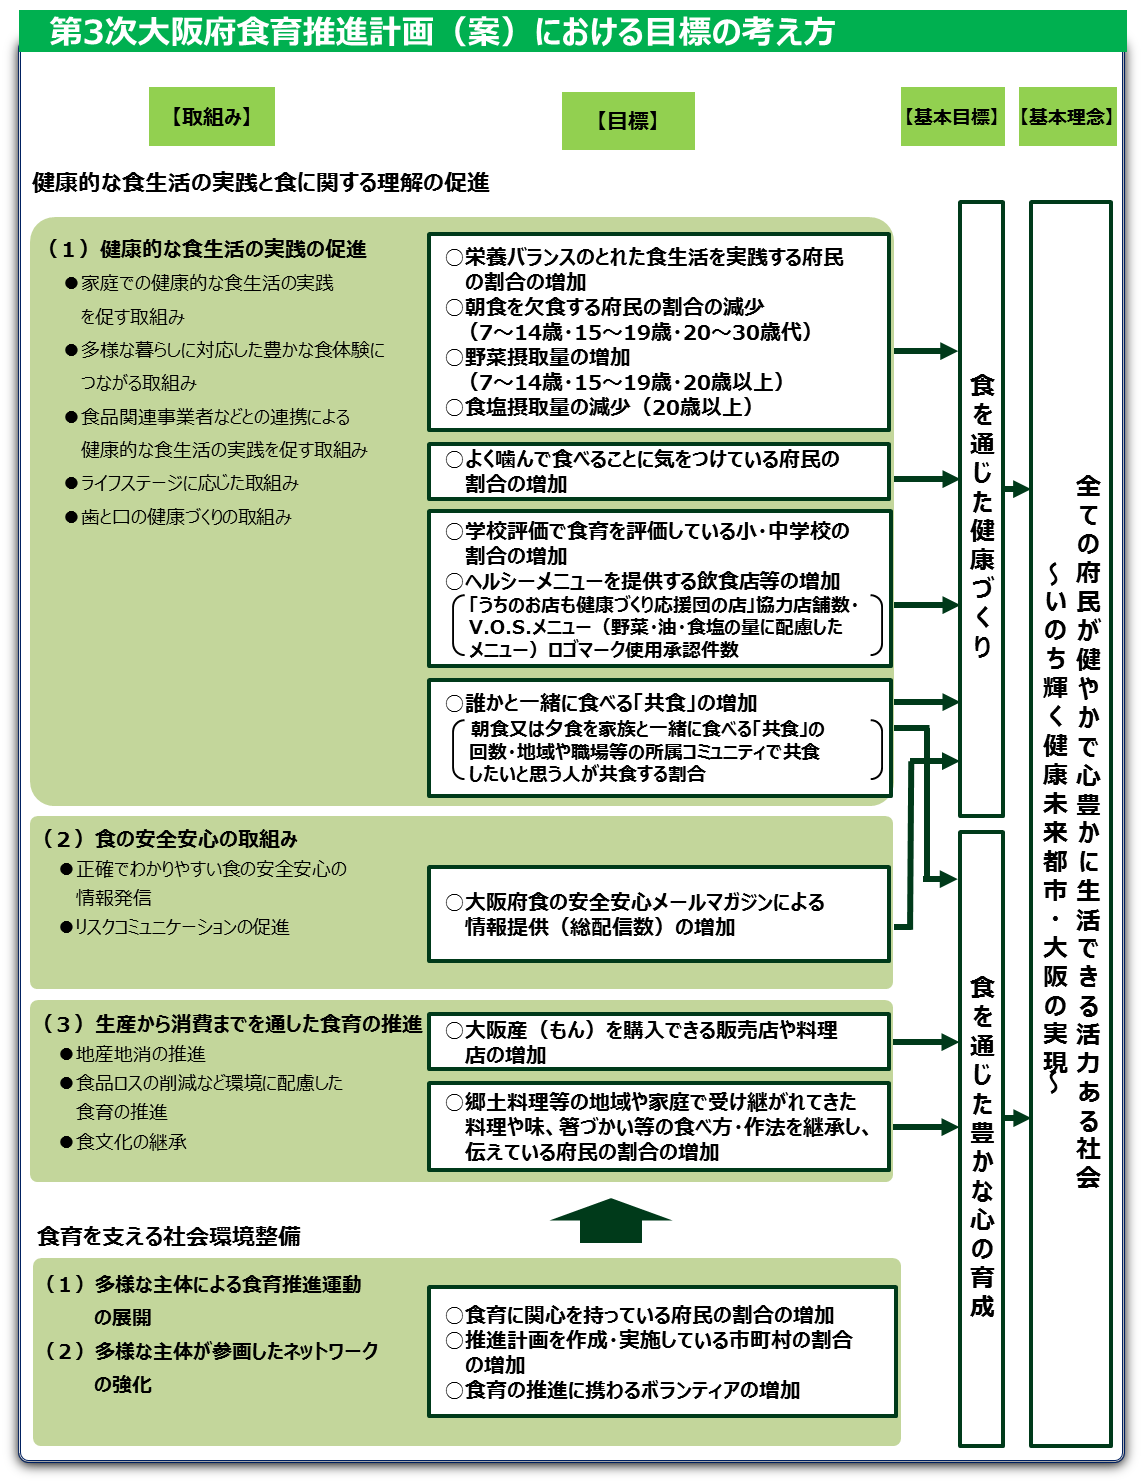 第3次大阪府食育推進計画（案）における目標の考え方
【取組み】
【目標】
【基本目標】
【基本理念】
健康的な食生活の実践と食に関する理解の促進
（１）健康的な食生活の実践の促進
●家庭での健康的な食生活の実践
を促す取組み
●多様な暮らしに対応した豊かな食体験に
つながる取組み
●食品関連事業者などとの連携による
健康的な食生活の実践を促す取組み
●ライフステージに応じた取組み
●歯と口の健康づくりの取組み
○栄養バランスのとれた食生活を実践する府民
の割合の増加
○朝食を欠食する府民の割合の減少
（7～14歳・15～19歳・20～30歳代）
○野菜摂取量の増加
（7～14歳・15～19歳・20歳以上）
○食塩摂取量の減少（20歳以上）
○よく噛んで食べることに気をつけている府民の
割合の増加
○学校評価で食育を評価している小・中学校の
割合の増加
○ヘルシーメニューを提供する飲食店等の増加
「うちのお店も健康づくり応援団の店」協力店舗数・
V.O.S.メニュー（野菜・油・食塩の量に配慮した
メニュー）ロゴマーク使用承認件数
○誰かと一緒に食べる「共食」の増加
朝食又は夕食を家族と一緒に食べる「共食」の
回数・地域や職場等の所属コミュニティで共食
したいと思う人が共食する割合
（２）食の安全安心の取組み
●正確でわかりやすい食の安全安心の
情報発信
●リスクコミュニケーションの促進
○大阪府食の安全安心メールマガジンによる
情報提供（総配信数）の増加
（３）生産から消費までを通した食育の推進
●地産地消の推進
●食品ロスの削減など環境に配慮した
食育の推進
●食文化の継承
○大阪産（もん）を購入できる販売店や料理
店の増加
○郷土料理等の地域や家庭で受け継がれてきた
料理や味、箸づかい等の食べ方・作法を継承し、
伝えている府民の割合の増加
食育を支える社会環境整備
（１）多様な主体による食育推進運動
の展開
（２）多様な主体が参画したネットワーク
の強化
○食育に関心を持っている府民の割合の増加
○推進計画を作成・実施している市町村の割合
の増加
○食育の推進に携わるボランティアの増加
食を通じた健康づくり
食を通じた豊かな心の育成
全ての府民が健やかで心豊かに生活できる活力ある社会
～いのち輝く健康未来都市・大阪の実現～